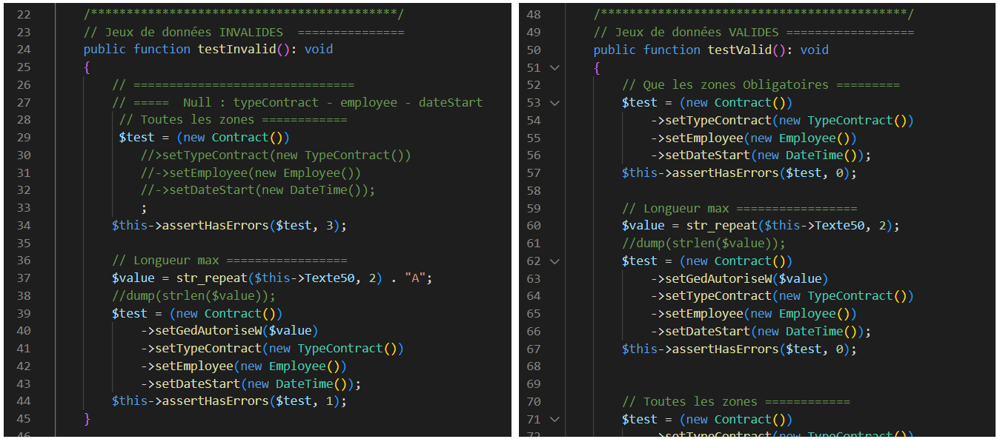 22 /*******************************************/
23 // Jeux de données INVALIDES ===============
24 public function testInvalid(): void
25 {
26 // ===============================
27 // ===== Null : typeContract - employee - dateStart
28 // Toutes les zones ============
29 $test = (new Contract())
30 //>setTypeContract(new TypeContract())
31 //->setEmployee(new Employee())
32 //->setDateStart(new DateTime());
33 ;
34 $this->assertHasErrors($test, 3);
35
36 // Longueur max =================
37 $value = str_repeat($this->Texte50, 2) . "A";
38 //dump(strlen($value));
39 $test = (new Contract())
40 ->setGedAutoriseW($value)
41 ->setTypeContract(new TypeContract())
42 ->setEmployee(new Employee())
43 ->setDateStart(new DateTime());
44 $this->assertHasErrors($test, 1);
45 }
46
48 /*******************************************/
49 // Jeux de données VALIDES ==================
50 public function testValid(): void
51 {
52 // Que les zones Obligatoires =========
53 $test = (new Contract())
54 ->setTypeContract(new TypeContract())
55 ->setEmployee(new Employee())
56 ->setDateStart(new DateTime());
57 $this->assertHasErrors($test, 0);
58
59 // Longueur max =================
60 $value = str_repeat($this->Texte50, 2);
61 //dump(strlen($value));
62 $test = (new Contract())
63 ->setGedAutoriseW($value)
64 ->setTypeContract(new TypeContract())
65 ->setEmployee(new Employee())
66 ->setDateStart(new DateTime());
67 $this->assertHasErrors($test, 0);
68
69
70 // Toutes les zones ============
71 $test = (new Contract())
72 ->setTypeContract(new TypeContract())